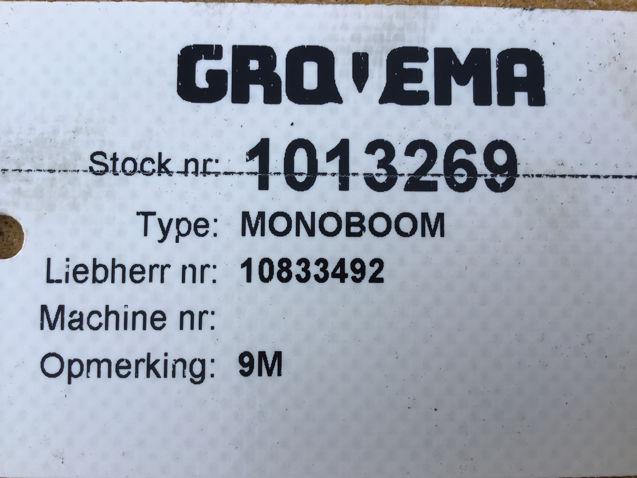 GROVEMA
Stock nr: 1013269
Type: MONOBOOM
Liebherr nr: 10833492
Machine nr:
Opmerking: 9M